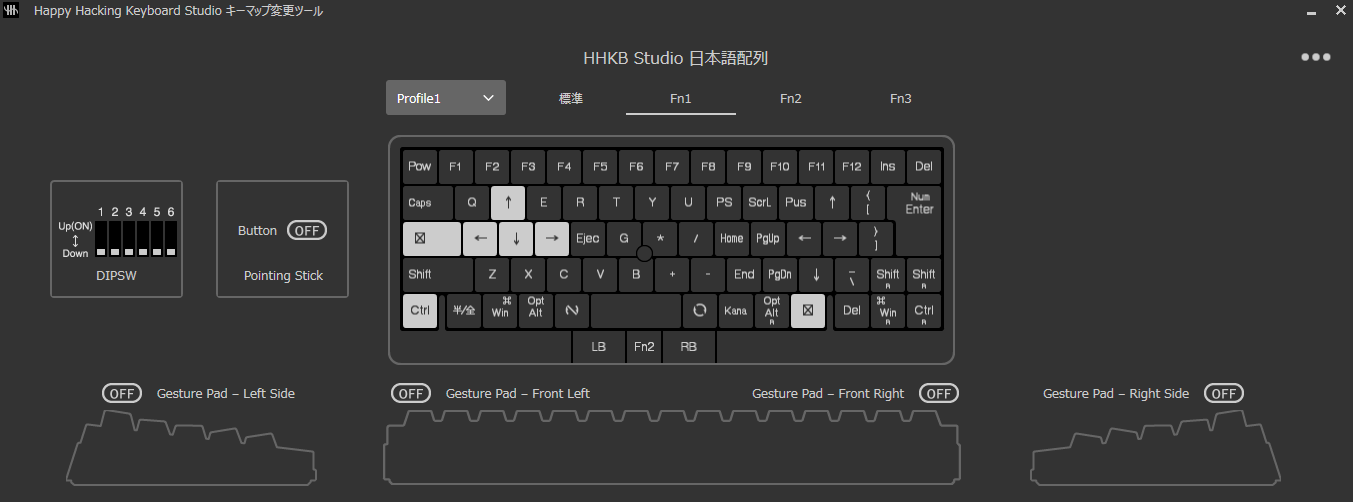 Happy Hacking Keyboard Studio キーマップ変更ツール
HHKB Studio 日本語配列
Profile1 標準 Fn1 Fn2 Fn3
Pow F1 F2 F3 F4 F5 F6 F7 F8 F9 F10 F11 F12 Ins Del
Caps Q ↑ E R T Y U PS ScrL Pus ↑ { [ Num Enter
← ↓ → Ejec G * / Home PgUp ← → } ]
Shift Z X C V B + - End PgDn ↓ _ \ Shift R Shift R
Ctrl 半/全 ⌘ Win Opt Alt Kana Opt Alt R Del ⌘ Win R Ctrl R
LB Fn2 RB
1 2 3 4 5 6
Up(ON)
↕
Down
DIPSW
Button OFF
Pointing Stick
OFF Gesture Pad – Left Side
OFF Gesture Pad – Front Left
Gesture Pad – Front Right OFF
Gesture Pad – Right Side OFF